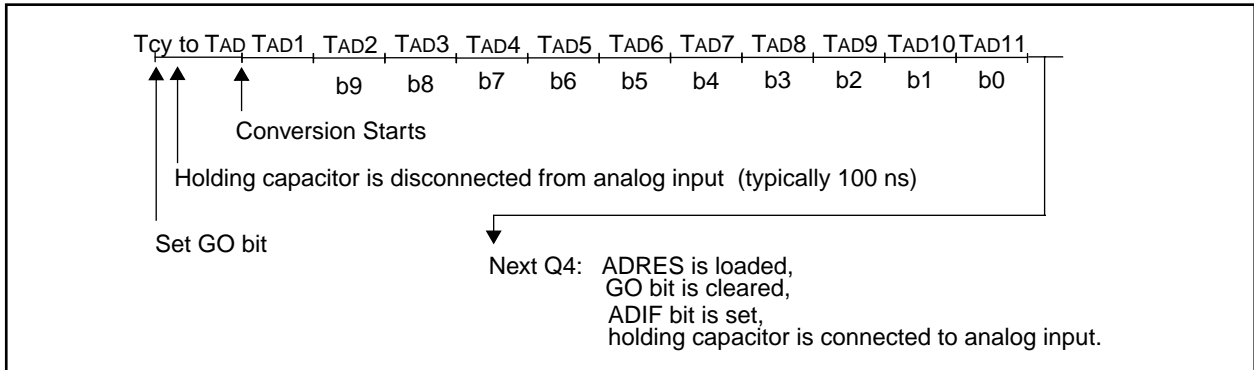 Tcy to TAD TAD1 TAD2 TAD3 TAD4 TAD5 TAD6 TAD7 TAD8 TAD9 TAD10 TAD11
b9 b8 b7 b6 b5 b4 b3 b2 b1 b0
Conversion Starts
Holding capacitor is disconnected from analog input (typically 100 ns)
Set GO bit
Next Q4: ADRES is loaded,
GO bit is cleared,
ADIF bit is set,
holding capacitor is connected to analog input.